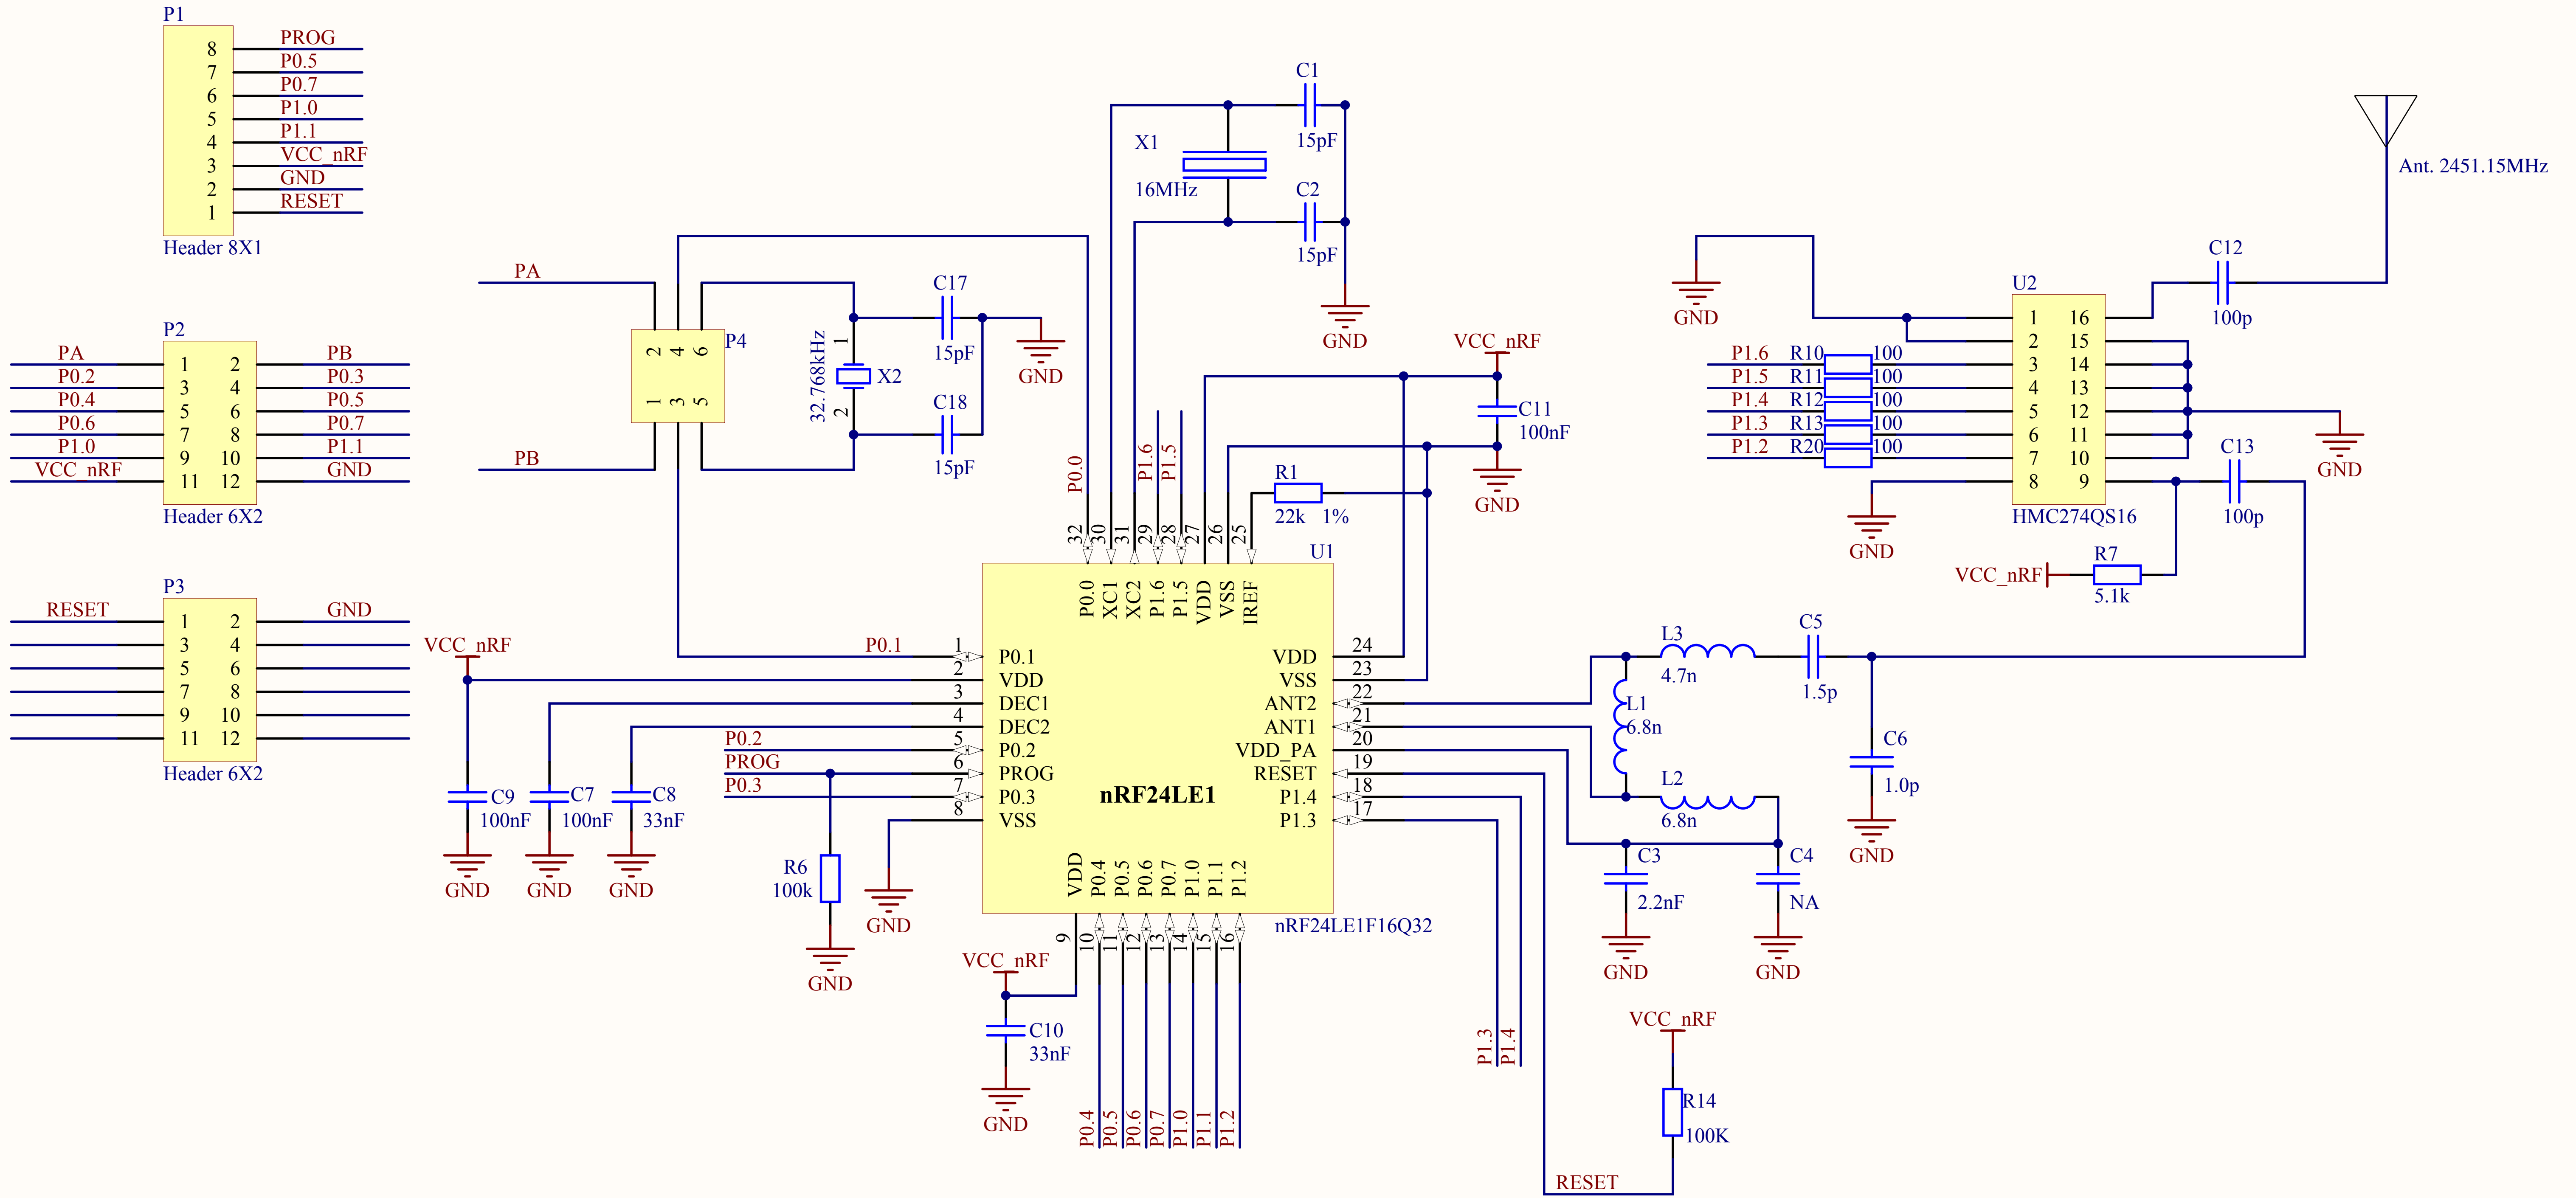 P1
8 PROG
7 P0.5
6 P0.7
5 P1.0
4 P1.1
3 VCC_nRF
2 GND
1 RESET
Header 8X1
P2
PA 1 2 PB
P0.2 3 4 P0.3
P0.4 5 6 P0.5
P0.6 7 8 P0.7
P1.0 9 10 P1.1
VCC_nRF 11 12 GND
Header 6X2
P3
RESET 1 2 GND
3 4
5 6
7 8
9 10
11 12
Header 6X2
PA
PB
2 4 6
1 3 5
P4
32.768kHz
1
2
X2
C17
15pF
C18
15pF
GND
X1
16MHz
C1
15pF
C2
15pF
GND
VCC_nRF
C11
100nF
GND
R1
22k 1%
P0.0
P1.6
P1.5
32 30 31 29 28 27 26 25
U1
P0.0 XC1 XC2 P1.6 P1.5 VDD VSS IREF
P0.1 1 P0.1
2 VDD
3 DEC1
4 DEC2
P0.2 5 P0.2
PROG 6 PROG
P0.3 7 P0.3
8 VSS
nRF24LE1
VDD 24
VSS 23
ANT2 22
ANT1 21
VDD_PA 20
RESET 19
P1.4 18
P1.3 17
VDD P0.4 P0.5 P0.6 P0.7 P1.0 P1.1 P1.2
9 10 11 12 13 14 15 16
nRF24LE1F16Q32
VCC_nRF
C9
100nF
GND
C7
100nF
GND
C8
33nF
GND
R6
100k
GND
GND
VCC_nRF
C10
33nF
GND
P0.4 P0.5 P0.6 P0.7 P1.0 P1.1 P1.2
P1.3 P1.4
RESET
VCC_nRF
R14
100K
L3
4.7n
L1
6.8n
L2
6.8n
C5
1.5p
C6
1.0p
GND
C3
2.2nF
GND
C4
NA
GND
GND
P1.6 R10 100
P1.5 R11 100
P1.4 R12 100
P1.3 R13 100
P1.2 R20 100
GND
U2
1 16
2 15
3 14
4 13
5 12
6 11
7 10
8 9
HMC274QS16
C12
100p
Ant. 2451.15MHz
GND
C13
100p
VCC_nRF
R7
5.1k